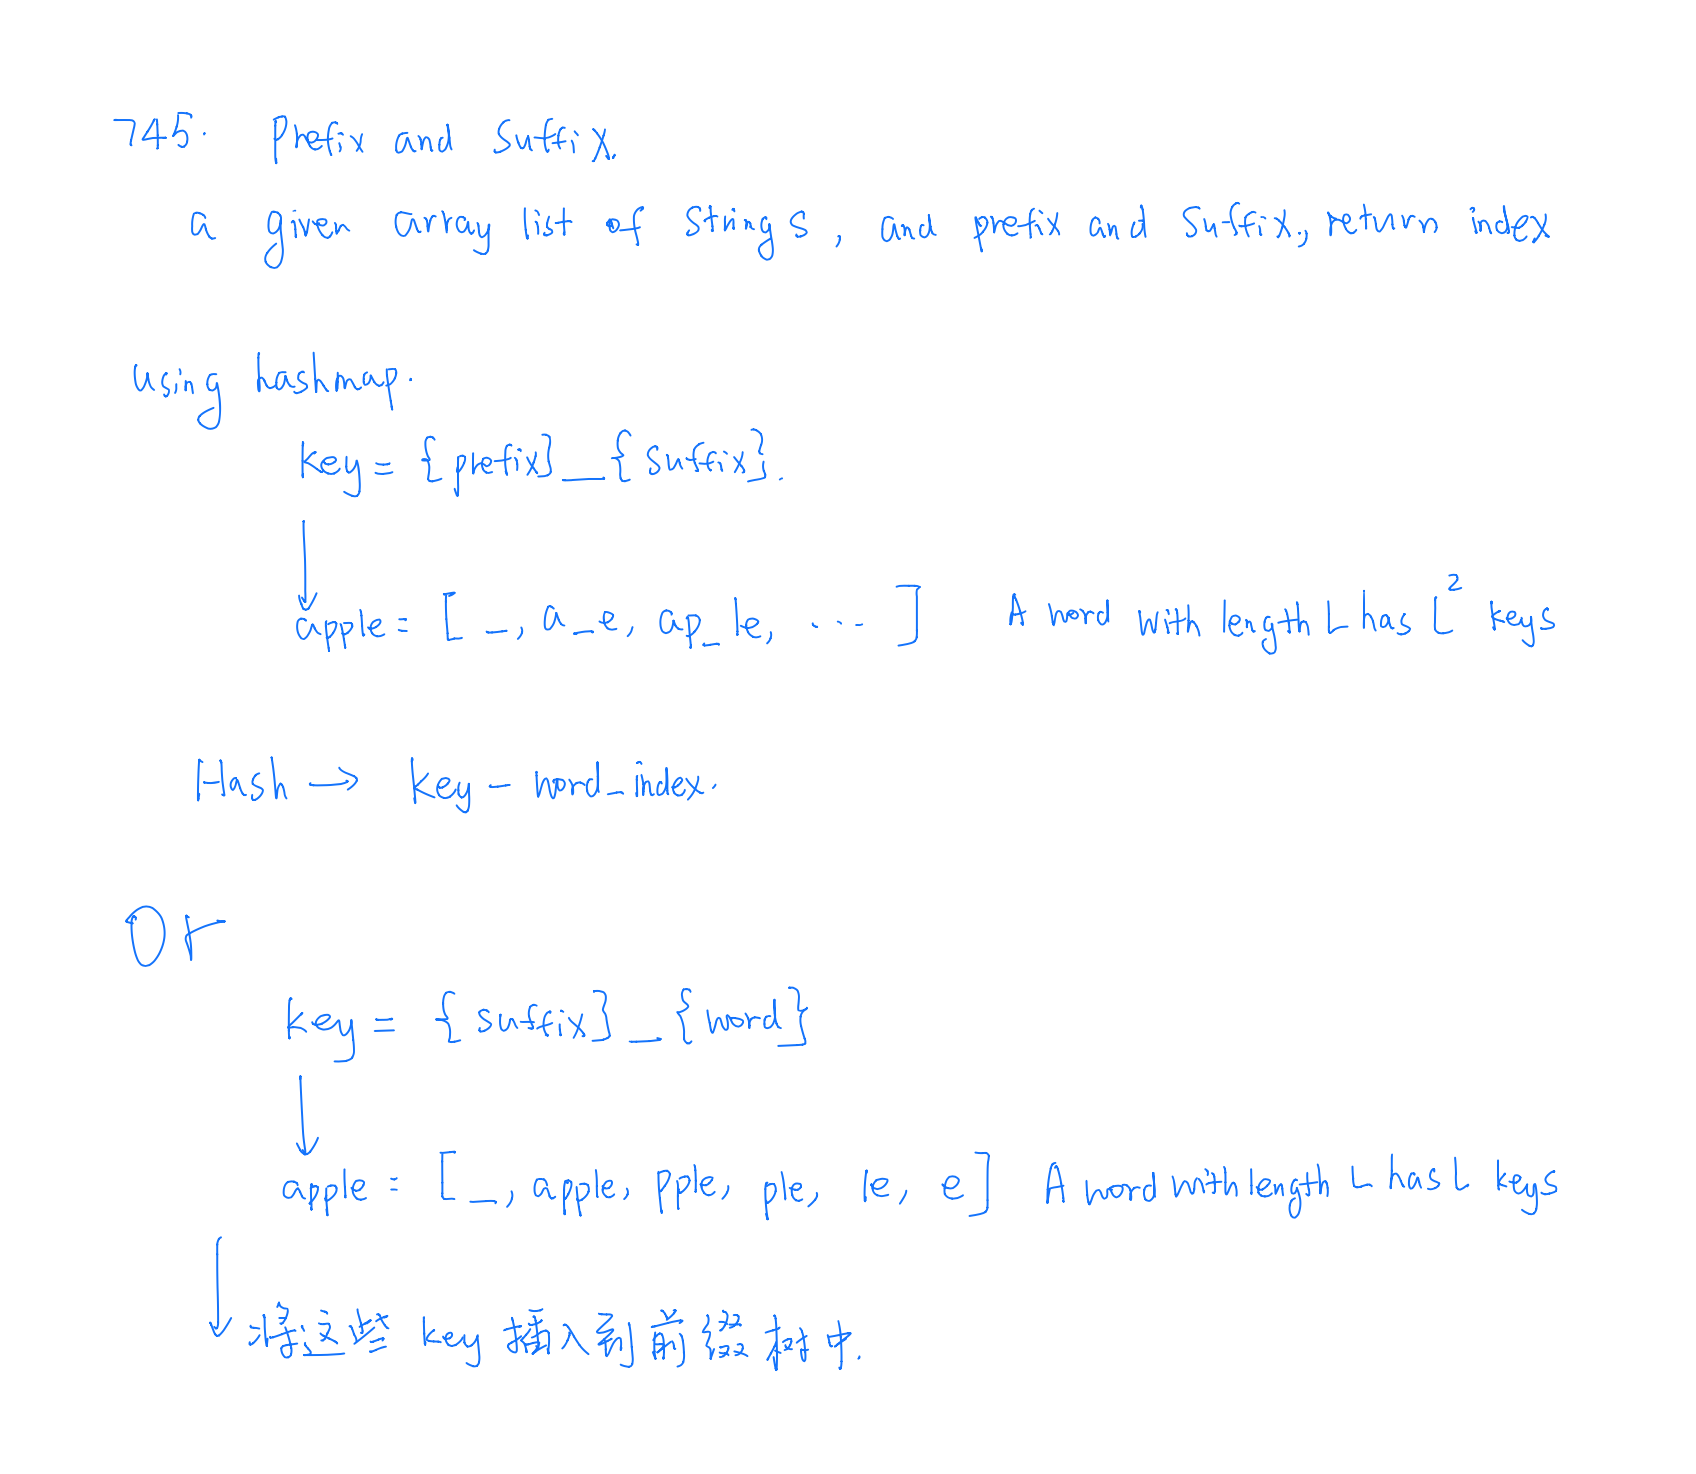 745. Prefix and Suffix.
a given array list of strings, and prefix and suffix, return index
using hashmap.
key = {prefix}_{suffix}.
apple = [ _, a_e, ap_le, ... ] A word with length L has L² keys
Hash → key - word_index.
Or
key = {suffix}_{word}
apple = [ _, apple, pple, ple, le, e] A word with length L has L keys
将这些 key 插入到前缀树中.